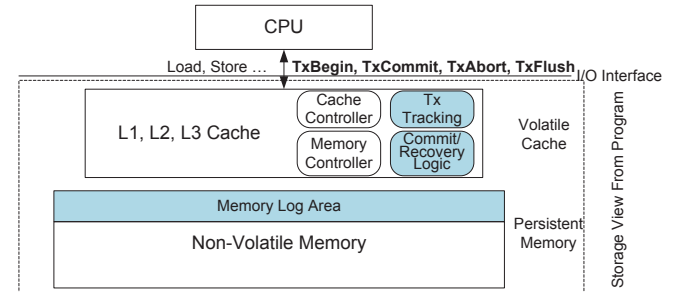 CPU
Load, Store ... TxBegin, TxCommit, TxAbort, TxFlush
I/O Interface
L1, L2, L3 Cache
Cache
Controller
Tx
Tracking
Memory
Controller
Commit/
Recovery
Logic
Volatile
Cache
Memory Log Area
Non-Volatile Memory
Persistent
Memory
Storage View From Program